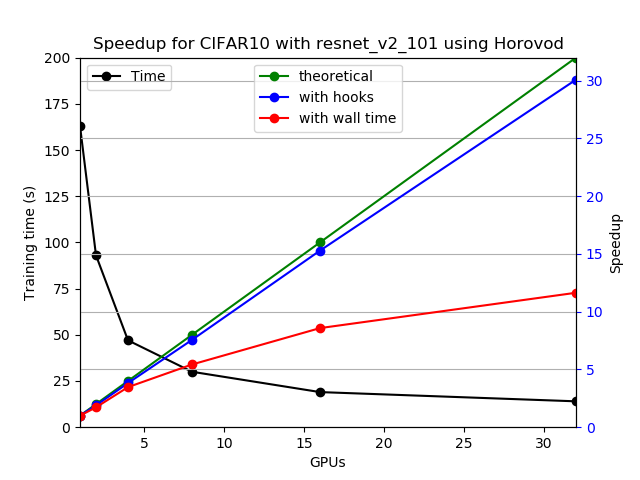 Speedup for CIFAR10 with resnet_v2_101 using Horovod
Time
theoretical
with hooks
with wall time
Training time (s)
200
175
150
125
100
75
50
25
0
30
25
20
15
10
5
0
Speedup
5
10
15
20
25
30
GPUs